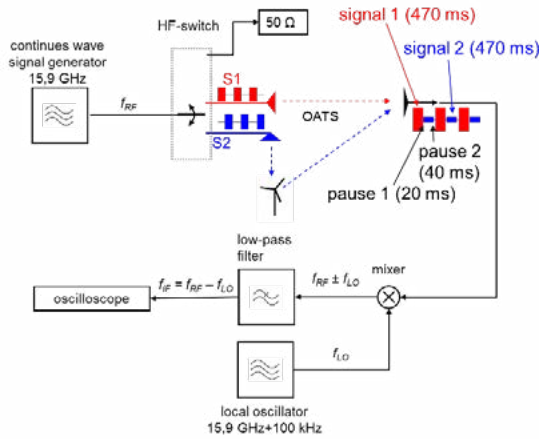 HF-switch
50 Ω
signal 1 (470 ms)
continues wave
signal generator
15,9 GHz
signal 2 (470 ms)
S1
f_RF
OATS
S2
pause 2
(40 ms)
pause 1 (20 ms)
low-pass
filter
mixer
f_IF = f_RF − f_LO
f_RF ± f_LO
oscilloscope
f_LO
local oscillator
15,9 GHz+100 kHz